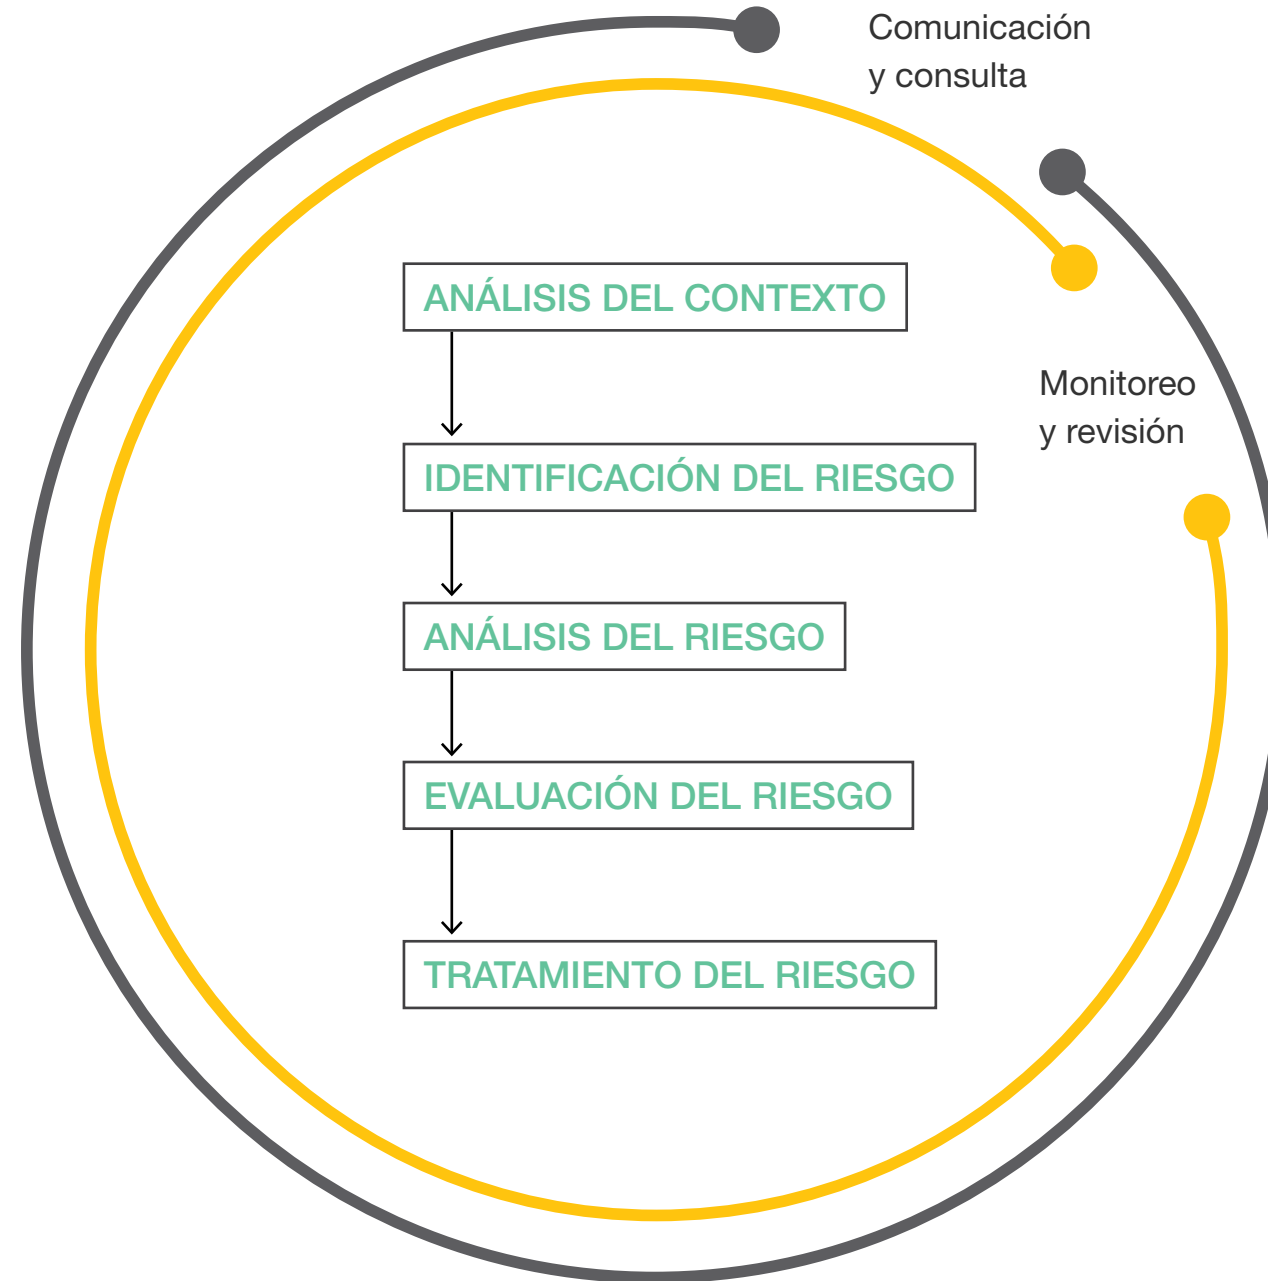 Comunicación
y consulta
ANÁLISIS DEL CONTEXTO
Monitoreo
y revisión
IDENTIFICACIÓN DEL RIESGO
ANÁLISIS DEL RIESGO
EVALUACIÓN DEL RIESGO
TRATAMIENTO DEL RIESGO